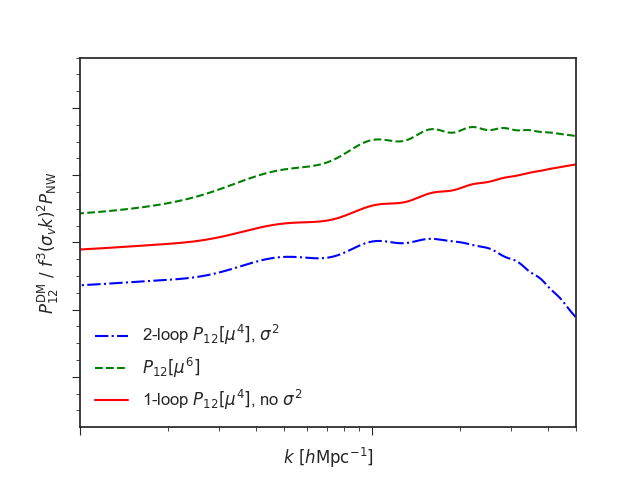 P_{12}^{DM} / f^3(σ_v k)^2 P_{NW}
2-loop P_{12}[μ^4], σ^2
P_{12}[μ^6]
1-loop P_{12}[μ^4], no σ^2
k [hMpc^{-1}]